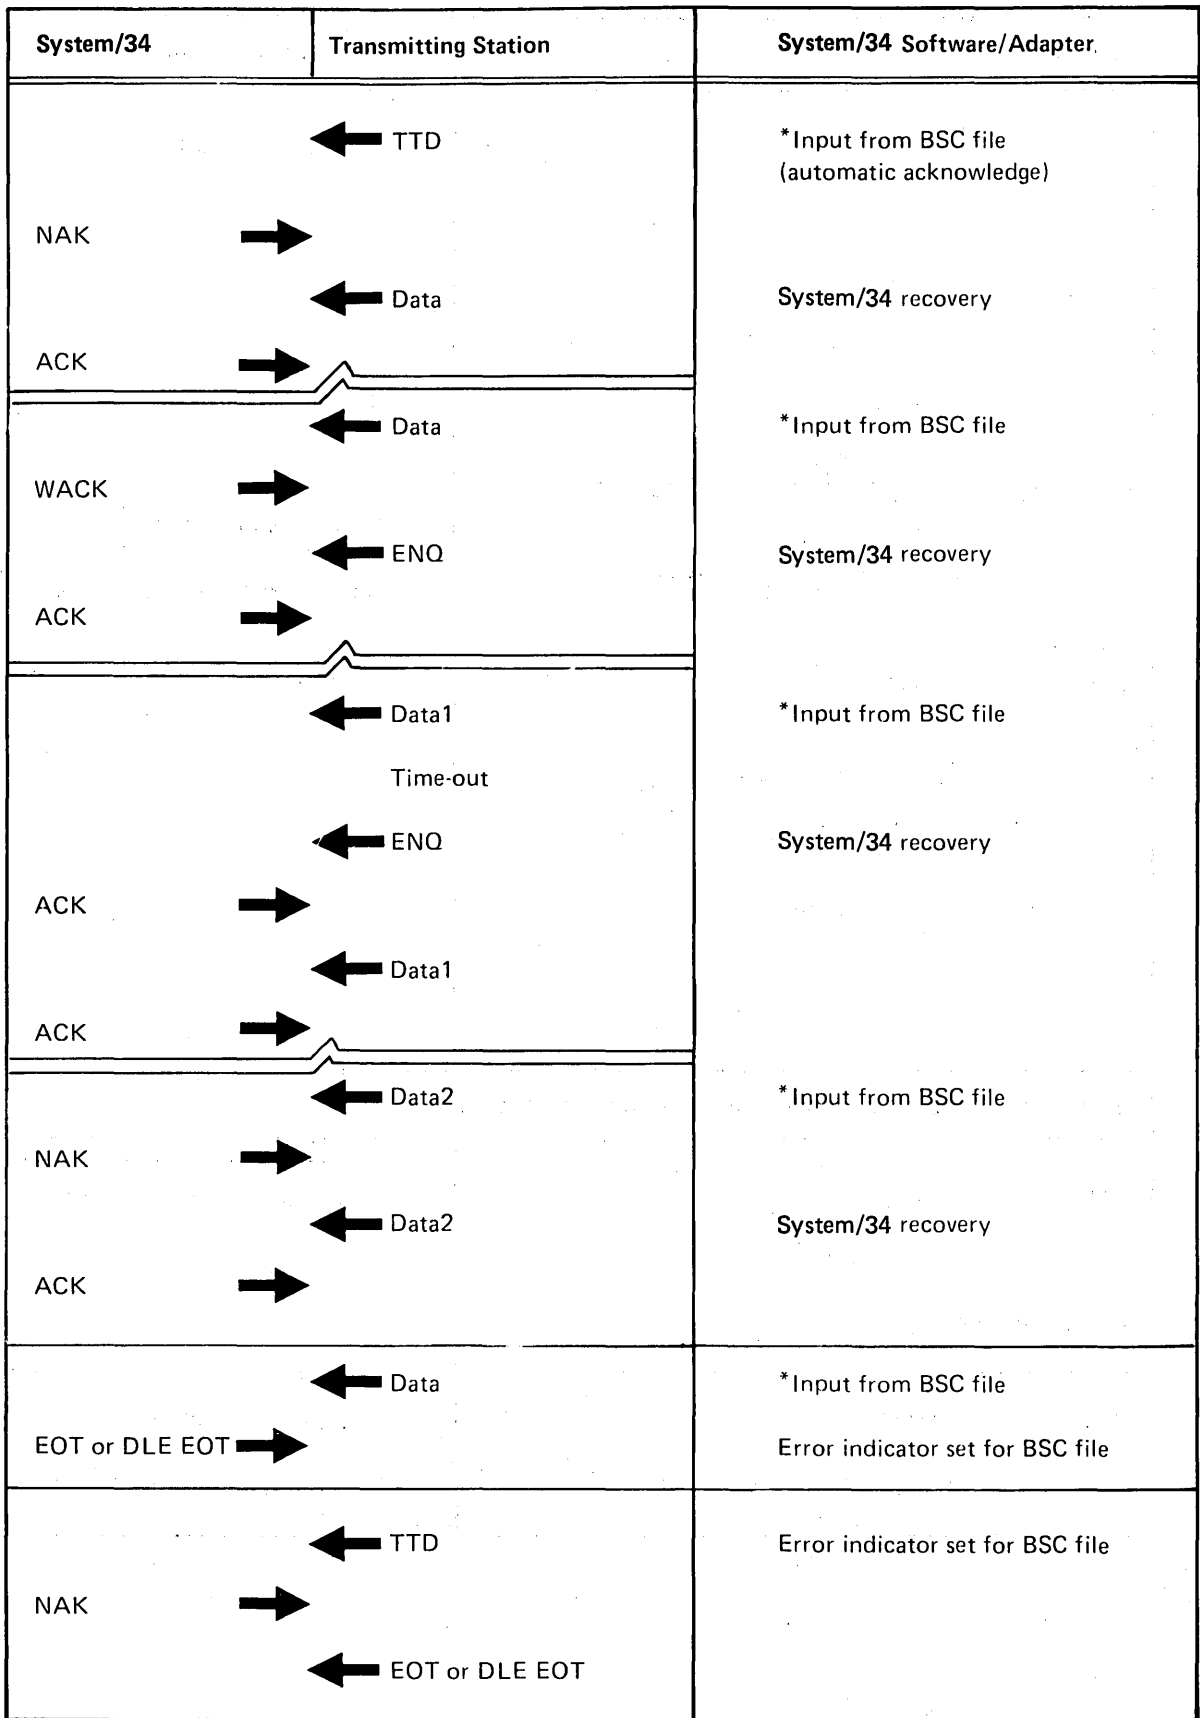 System/34 Transmitting Station System/34 Software/Adapter
TTD *Input from BSC file
(automatic acknowledge)
NAK
Data System/34 recovery
ACK
Data *Input from BSC file
WACK
ENQ System/34 recovery
ACK
Data1 *Input from BSC file
Time-out
ENQ System/34 recovery
ACK
Data1
ACK
Data2 *Input from BSC file
NAK
Data2 System/34 recovery
ACK
Data *Input from BSC file
EOT or DLE EOT Error indicator set for BSC file
TTD Error indicator set for BSC file
NAK
EOT or DLE EOT